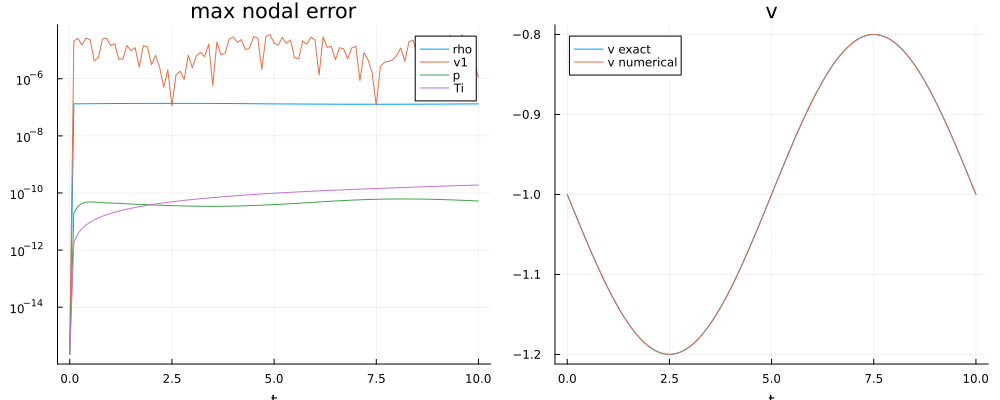 max nodal error
rho
v1
p
Ti
10⁻⁶
10⁻⁸
10⁻¹⁰
10⁻¹²
10⁻¹⁴
0.0 2.5 5.0 7.5 10.0
t
v
v exact
v numerical
−0.8
−0.9
−1.0
−1.1
−1.2
0.0 2.5 5.0 7.5 10.0
t